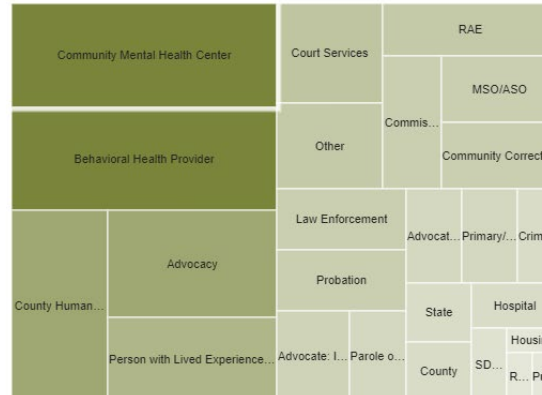 Community Mental Health Center
Behavioral Health Provider
County Human...
Advocacy
Person with Lived Experience...
Court Services
Other
RAE
Commis...
MSO/ASO
Community Correct
Law Enforcement
Probation
Advocate: I...
Parole o...
Advocat...
Primary/...
Crim
State
County
Hospital
SD...
Housi
R...
Pr